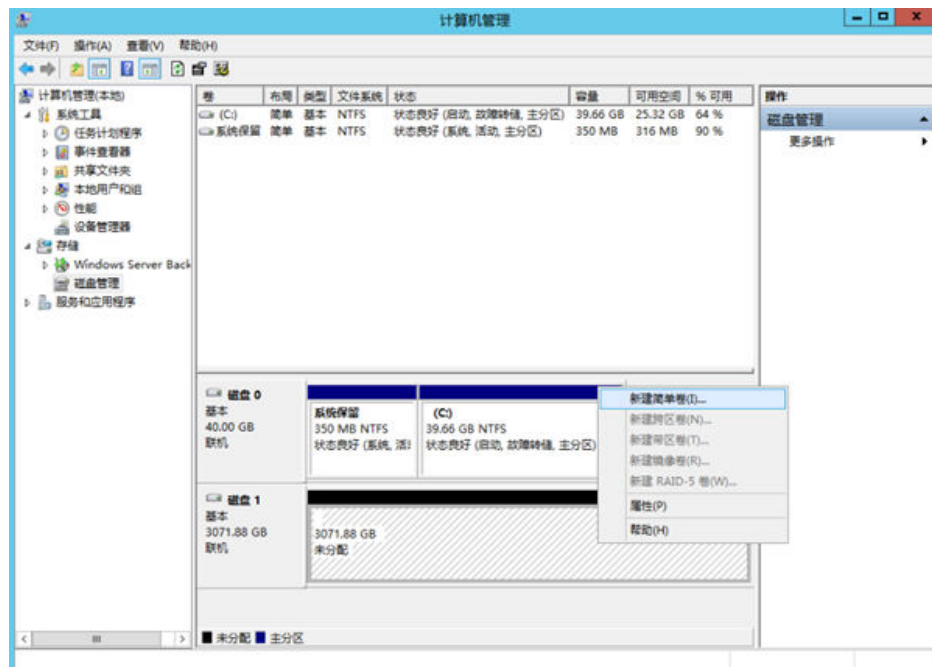 计算机管理
文件(F) 操作(A) 查看(V) 帮助(H)
计算机管理(本地)
系统工具
任务计划程序
事件查看器
共享文件夹
本地用户和组
性能
设备管理器
存储
Windows Server Back
磁盘管理
服务和应用程序
卷 布局 类型 文件系统 状态 容量 可用空间 % 可用
(C:) 简单 基本 NTFS 状态良好 (启动, 故障转储, 主分区) 39.66 GB 25.32 GB 64 %
系统保留 简单 基本 NTFS 状态良好 (系统, 活动, 主分区) 350 MB 316 MB 90 %
操作
磁盘管理
更多操作
磁盘 0
基本
40.00 GB
联机
系统保留
350 MB NTFS
状态良好 (系统, 活
(C:)
39.66 GB NTFS
状态良好 (启动, 故障转储, 主分区)
磁盘 1
基本
3071.88 GB
联机
3071.88 GB
未分配
新建简单卷(I)...
新建跨区卷(N)...
新建带区卷(T)...
新建镜像卷(R)...
新建 RAID-5 卷(W)...
属性(P)
帮助(H)
未分配 主分区